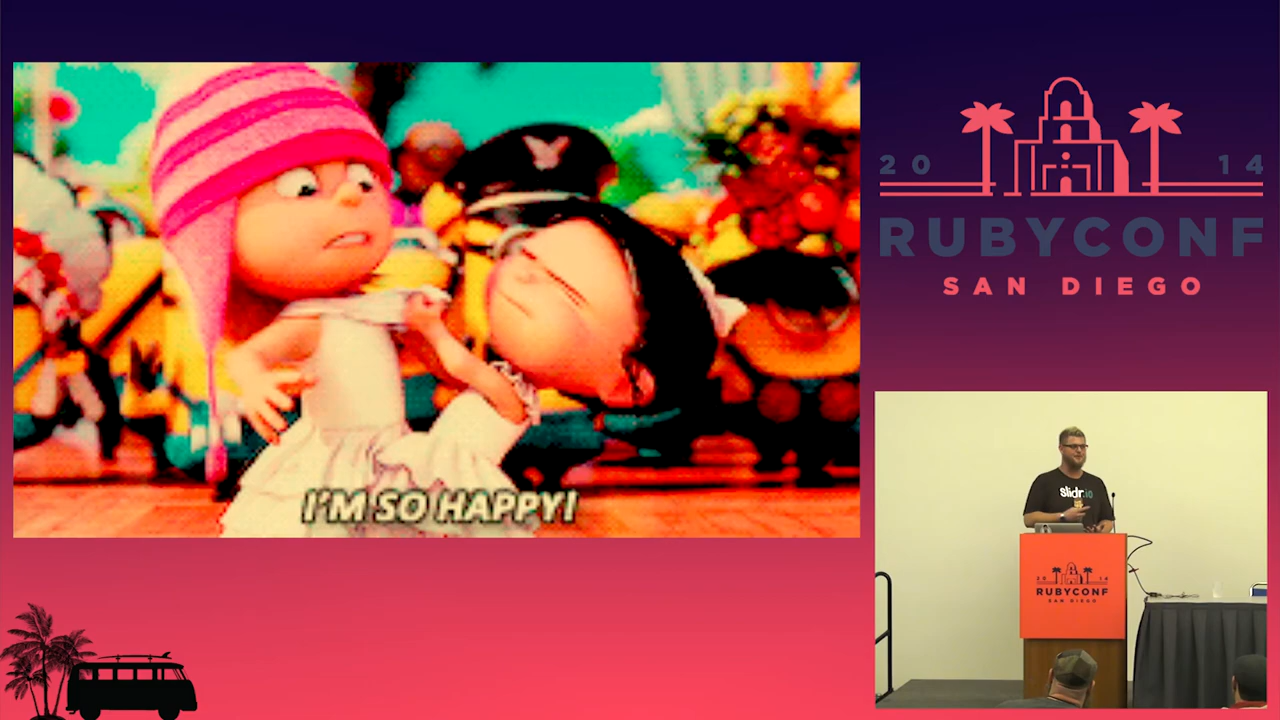 I'M SO HAPPY!
20 14
RUBYCONF
SAN DIEGO
slidr.io
20 14
RUBYCONF
SAN DIEGO